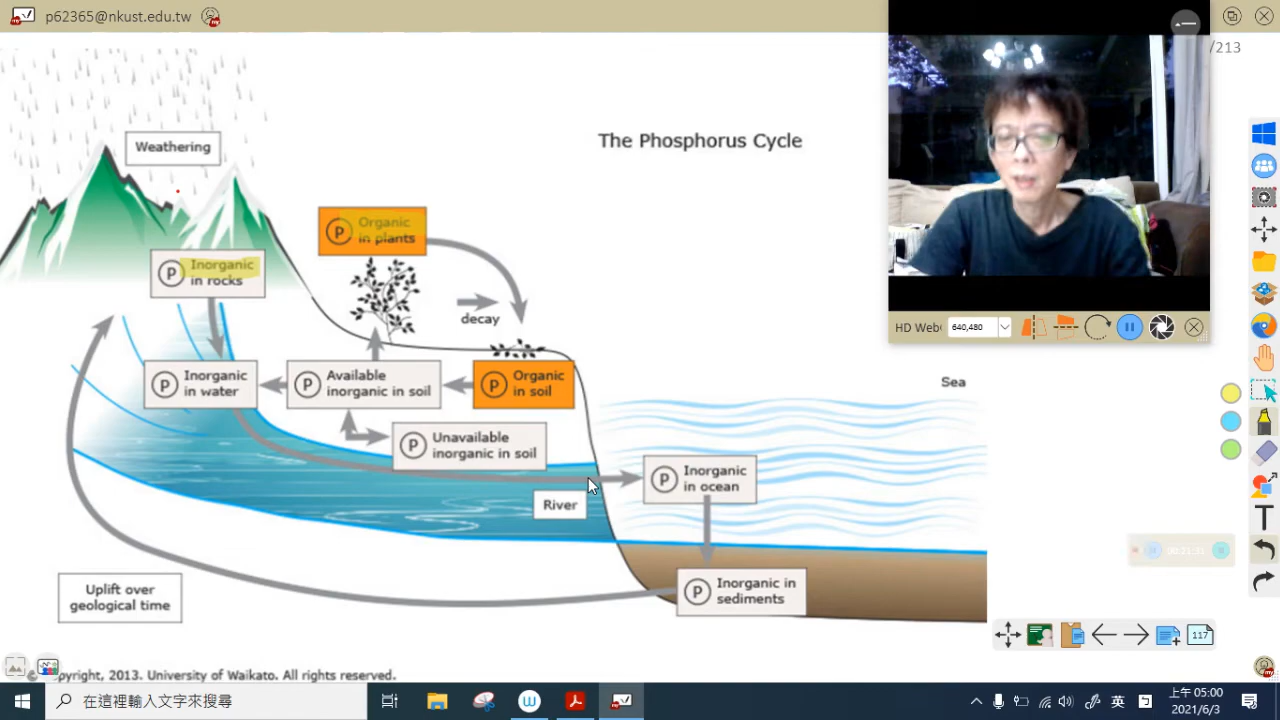 p62365@nkust.edu.tw
/213
The Phosphorus Cycle
Weathering
P Organic
in plants
P Inorganic
in rocks
decay
P Inorganic
in water
P Available
inorganic in soil
P Organic
in soil
Sea
P Unavailable
inorganic in soil
P Inorganic
in ocean
River
P Inorganic in
sediments
Uplift over
geological time
HD Web
640,480
00:21:31
T
117
Copyright, 2013. University of Waikato. All rights reserved.
在這裡輸入文字來搜尋
英
上午 05:00
2021/6/3